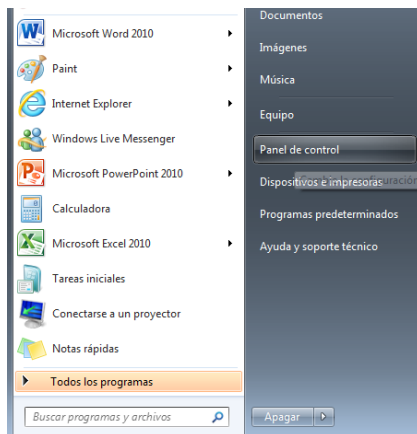 Microsoft Word 2010
Paint
Internet Explorer
Windows Live Messenger
Microsoft PowerPoint 2010
Calculadora
Microsoft Excel 2010
Tareas iniciales
Conectarse a un proyector
Notas rápidas
Todos los programas
Buscar programas y archivos
Documentos
Imágenes
Música
Equipo
Panel de control
Dispositivos e impresoras
Programas predeterminados
Ayuda y soporte técnico
Apagar